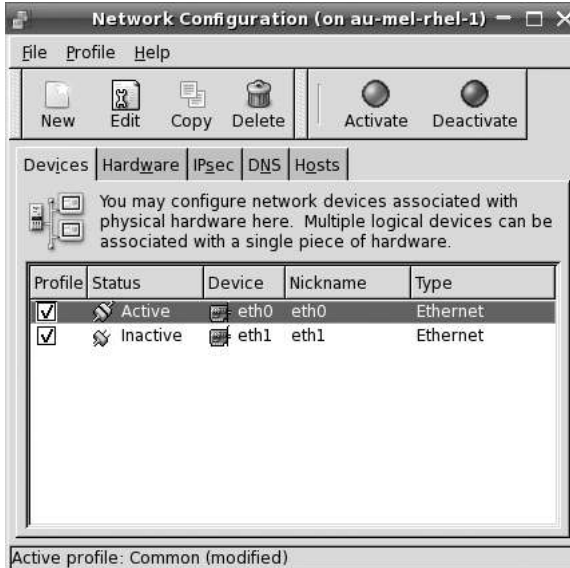 Network Configuration (on au-mel-rhel-1)
File Profile Help
New Edit Copy Delete Activate Deactivate
Devices Hardware IPsec DNS Hosts
You may configure network devices associated with
physical hardware here. Multiple logical devices can be
associated with a single piece of hardware.
Profile Status Device Nickname Type
Active eth0 eth0 Ethernet
Inactive eth1 eth1 Ethernet
Active profile: Common (modified)